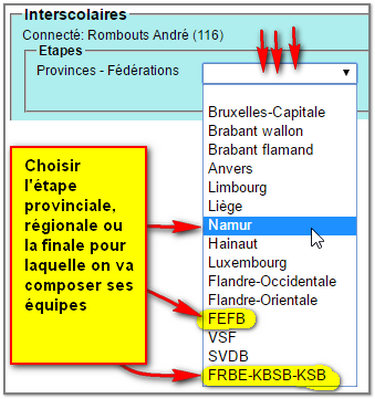 Interscolaires
Connecté: Rombouts André (116)
Etapes
Provinces - Fédérations
Bruxelles-Capitale
Brabant wallon
Brabant flamand
Anvers
Limbourg
Liège
Namur
Hainaut
Luxembourg
Flandre-Occidentale
Flandre-Orientale
FEFB
VSF
SVDB
FRBE-KBSB-KSB
Choisir
l'étape
provinciale,
régionale ou
la finale pour
laquelle on va
composer ses
équipes